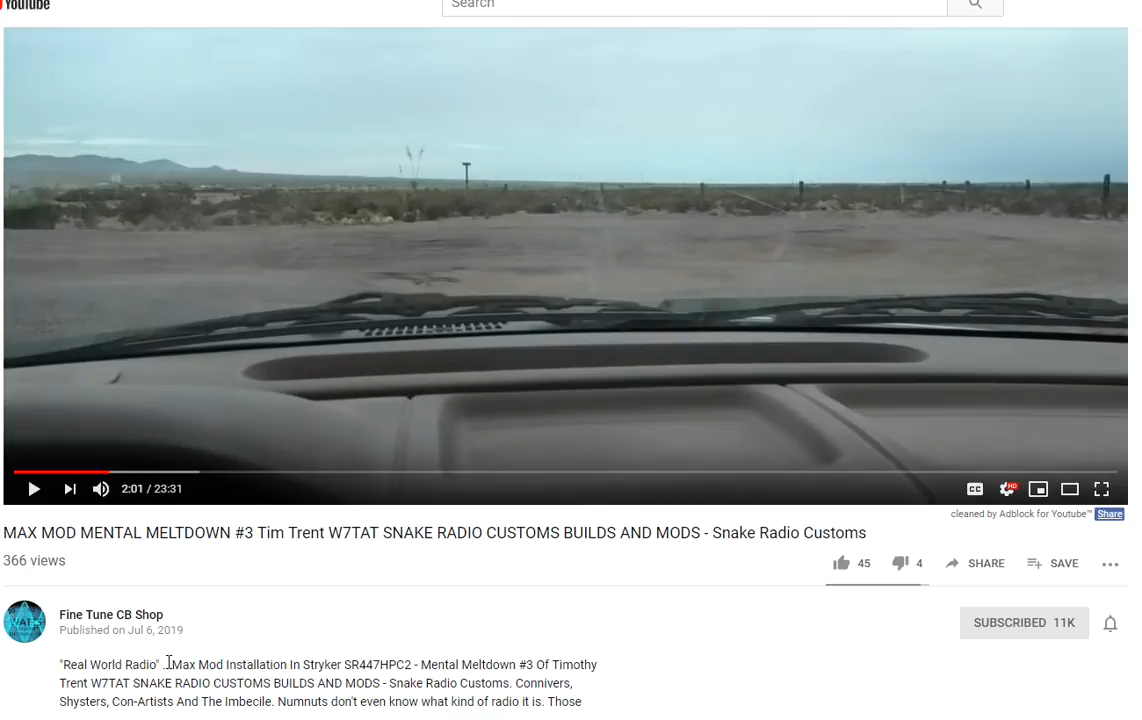 YouTube
Search
2:01 / 23:31
CC
HD
cleaned by Adblock for Youtube™ Share
MAX MOD MENTAL MELTDOWN #3 Tim Trent W7TAT SNAKE RADIO CUSTOMS BUILDS AND MODS - Snake Radio Customs
366 views
45
4
SHARE
SAVE
WATTS
Fine Tune CB Shop
Published on Jul 6, 2019
SUBSCRIBED 11K
"Real World Radio" ...Max Mod Installation In Stryker SR447HPC2 - Mental Meltdown #3 Of Timothy
Trent W7TAT SNAKE RADIO CUSTOMS BUILDS AND MODS - Snake Radio Customs. Connivers,
Shysters, Con-Artists And The Imbecile. Numnuts don't even know what kind of radio it is. Those